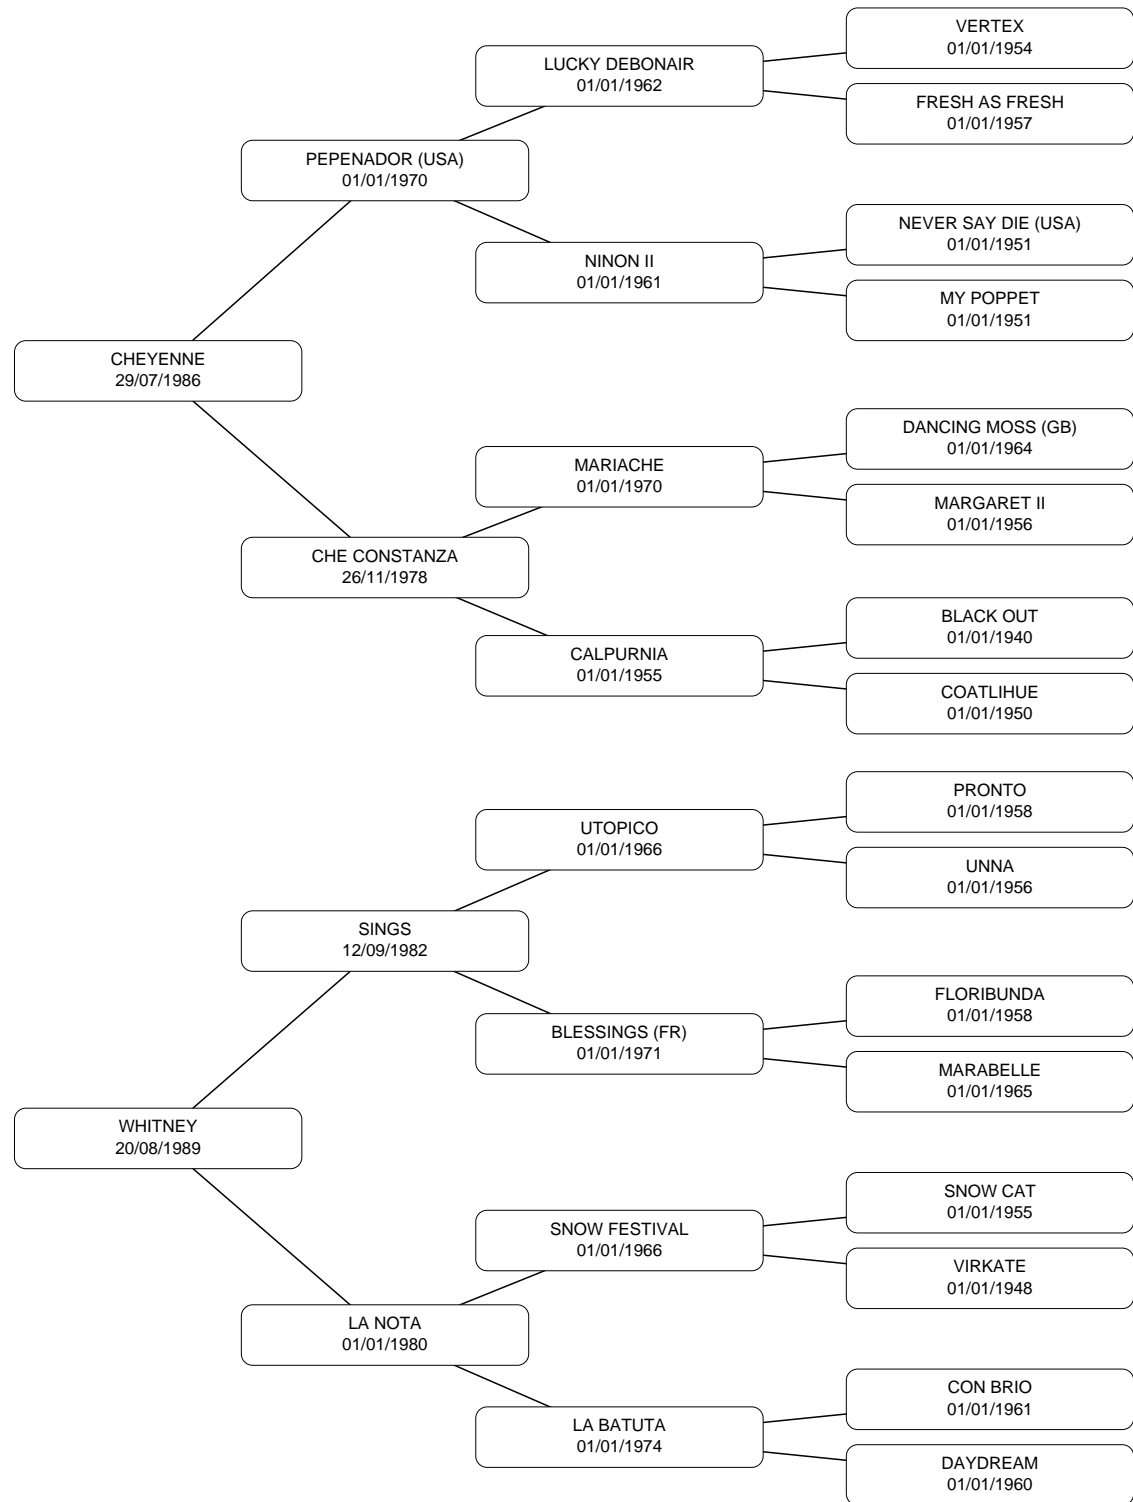 VERTEX
01/01/1954
LUCKY DEBONAIR
01/01/1962
FRESH AS FRESH
01/01/1957
PEPENADOR (USA)
01/01/1970
NEVER SAY DIE (USA)
01/01/1951
NINON II
01/01/1961
MY POPPET
01/01/1951
CHEYENNE
29/07/1986
DANCING MOSS (GB)
01/01/1964
MARIACHE
01/01/1970
MARGARET II
01/01/1956
CHE CONSTANZA
26/11/1978
BLACK OUT
01/01/1940
CALPURNIA
01/01/1955
COATLIHUE
01/01/1950
PRONTO
01/01/1958
UTOPICO
01/01/1966
UNNA
01/01/1956
SINGS
12/09/1982
FLORIBUNDA
01/01/1958
BLESSINGS (FR)
01/01/1971
MARABELLE
01/01/1965
WHITNEY
20/08/1989
SNOW CAT
01/01/1955
SNOW FESTIVAL
01/01/1966
VIRKATE
01/01/1948
LA NOTA
01/01/1980
CON BRIO
01/01/1961
LA BATUTA
01/01/1974
DAYDREAM
01/01/1960